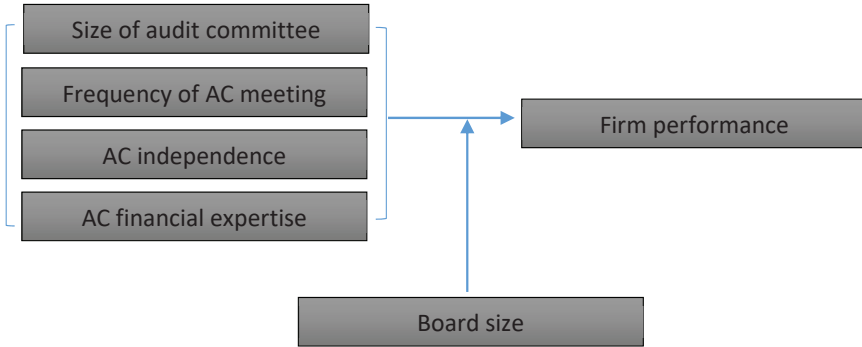 Size of audit committee
Frequency of AC meeting
AC independence
AC financial expertise
Firm performance
Board size